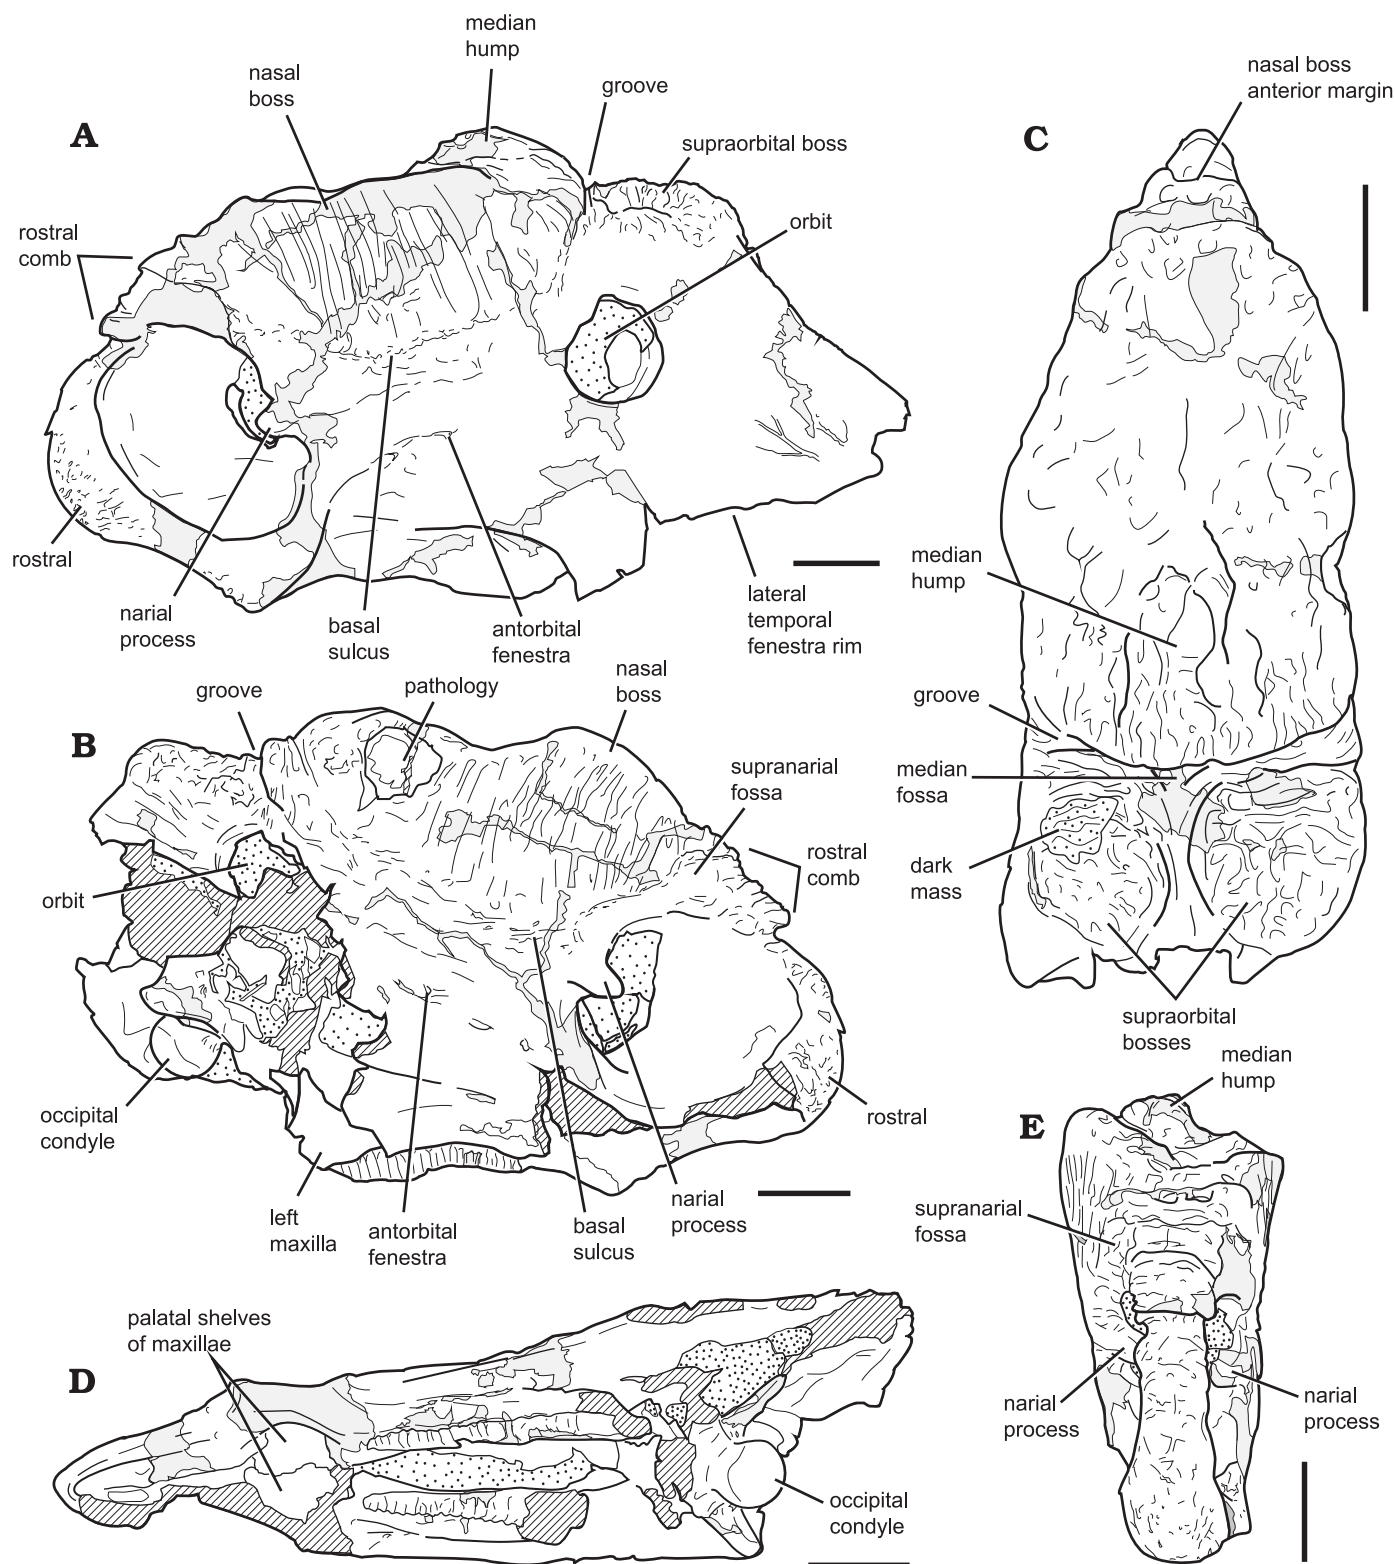 A
median
hump
nasal
boss
groove
supraorbital boss
orbit
rostral
comb
rostral
narial
process
basal
sulcus
antorbital
fenestra
lateral
temporal
fenestra rim
B
groove
pathology
nasal
boss
supranarial
fossa
rostral
comb
orbit
occipital
condyle
rostral
left
maxilla
antorbital
fenestra
basal
sulcus
narial
process
C
nasal boss
anterior margin
median
hump
groove
median
fossa
dark
mass
supraorbital
bosses
D
palatal shelves
of maxillae
occipital
condyle
E
median
hump
supranarial
fossa
narial
process
narial
process